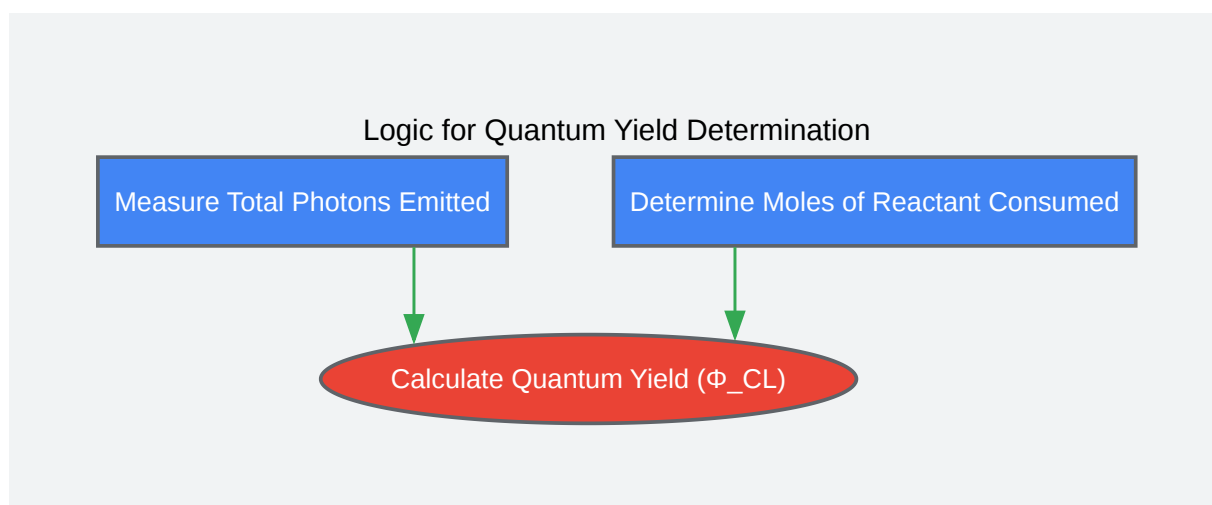 Logic for Quantum Yield Determination
Measure Total Photons Emitted
Determine Moles of Reactant Consumed
Calculate Quantum Yield (Φ_CL)